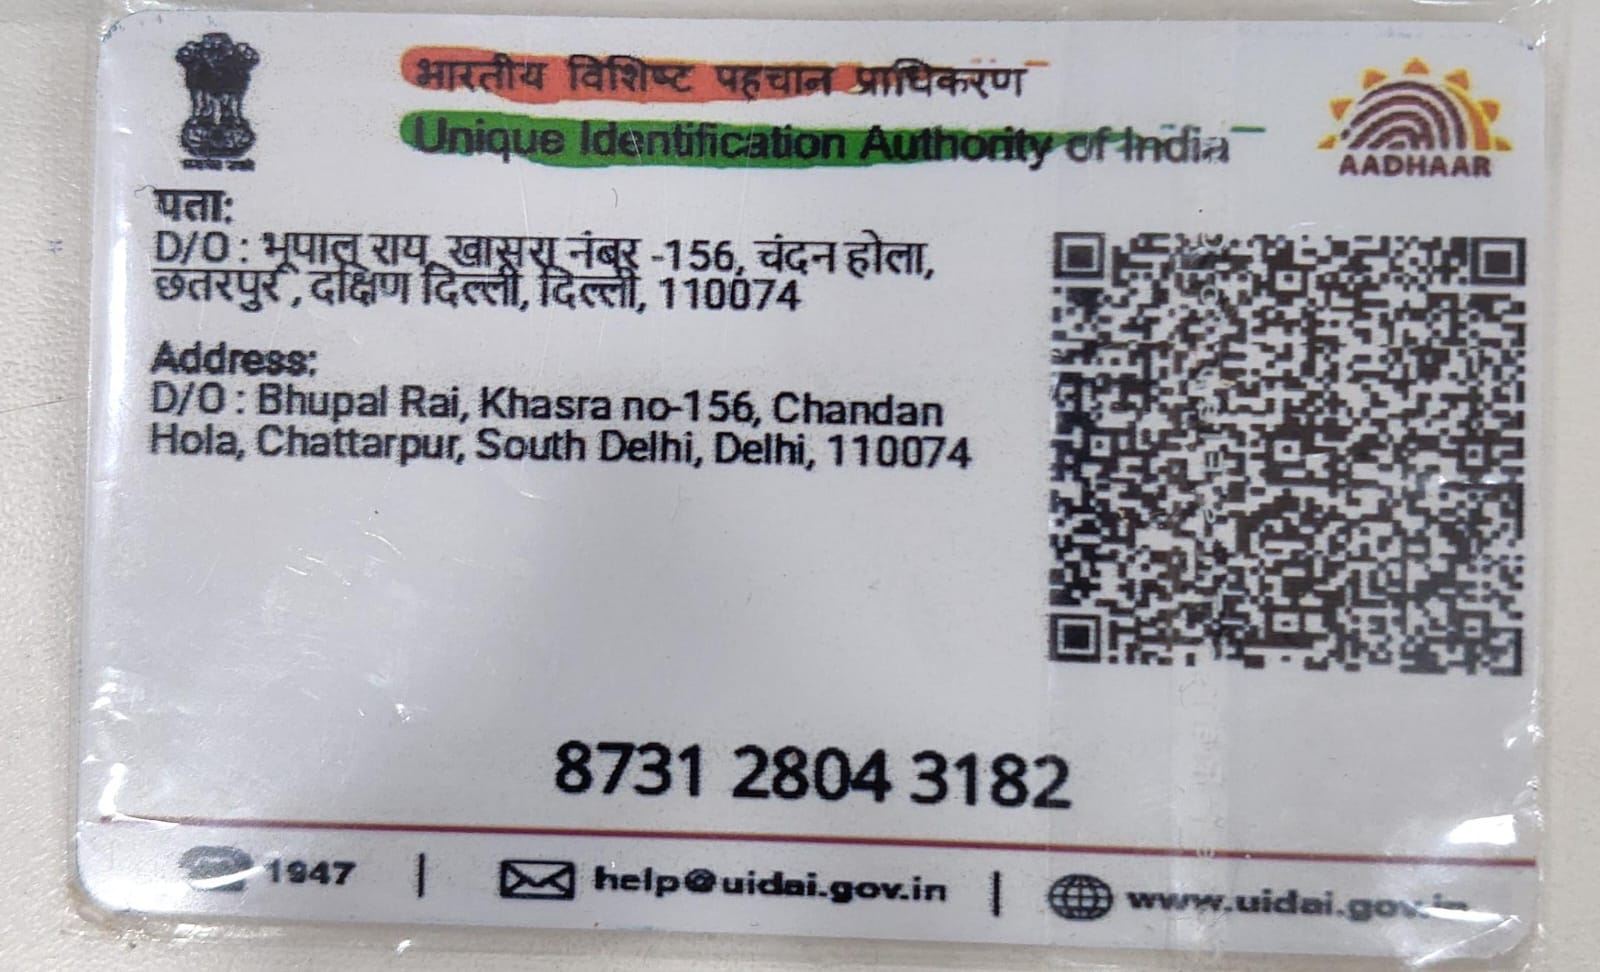 भारतीय विशिष्ट पहचान प्राधिकरण
Unique Identification Authority of India
AADHAAR
पता:
D/O : भूपाल राय, खासरा नंबर -156, चंदन होला,
छतरपुर , दक्षिण दिल्ली, दिल्ली, 110074
Address:
D/O : Bhupal Rai, Khasra no-156, Chandan
Hola, Chattarpur, South Delhi, Delhi, 110074
8731 2804 3182
1947 | help@uidai.gov.in | www.uidai.gov.in